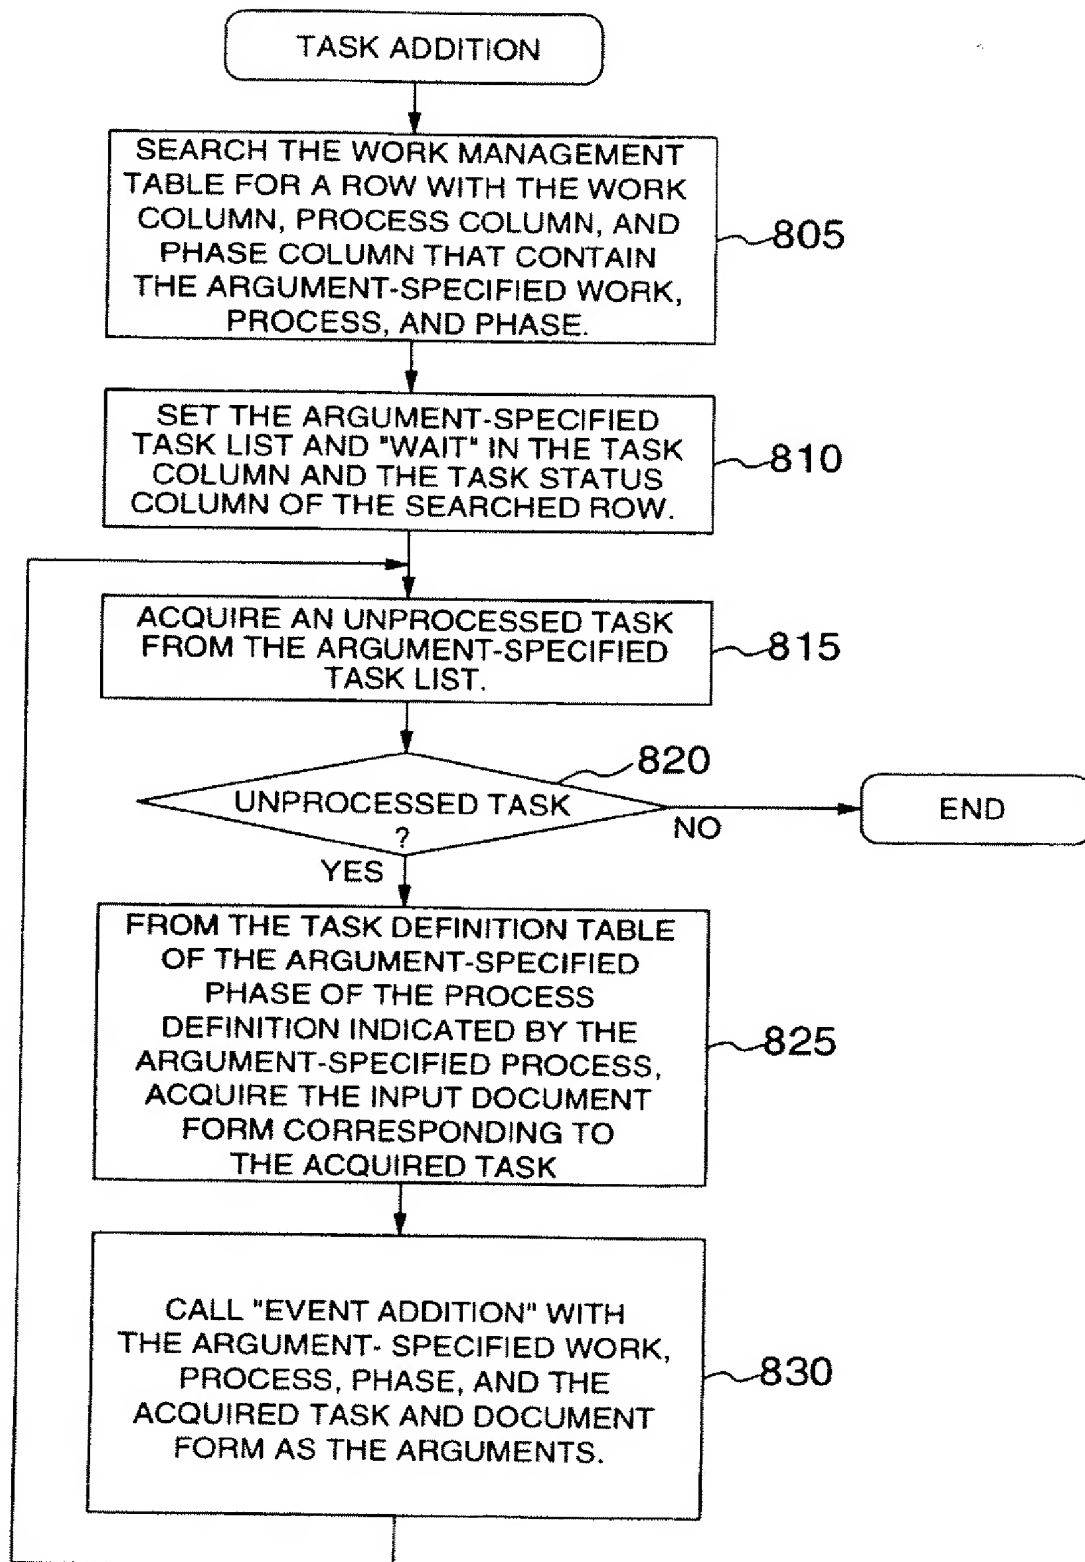 TASK ADDITION
SEARCH THE WORK MANAGEMENT
TABLE FOR A ROW WITH THE WORK
COLUMN, PROCESS COLUMN, AND
PHASE COLUMN THAT CONTAIN
THE ARGUMENT-SPECIFIED WORK,
PROCESS, AND PHASE.
805
SET THE ARGUMENT-SPECIFIED
TASK LIST AND "WAIT" IN THE TASK
COLUMN AND THE TASK STATUS
COLUMN OF THE SEARCHED ROW.
810
ACQUIRE AN UNPROCESSED TASK
FROM THE ARGUMENT-SPECIFIED
TASK LIST.
815
820
UNPROCESSED TASK
?
NO
END
YES
FROM THE TASK DEFINITION TABLE
OF THE ARGUMENT-SPECIFIED
PHASE OF THE PROCESS
DEFINITION INDICATED BY THE
ARGUMENT-SPECIFIED PROCESS,
ACQUIRE THE INPUT DOCUMENT
FORM CORRESPONDING TO
THE ACQUIRED TASK
825
CALL "EVENT ADDITION" WITH
THE ARGUMENT- SPECIFIED WORK,
PROCESS, PHASE, AND THE
ACQUIRED TASK AND DOCUMENT
FORM AS THE ARGUMENTS.
830